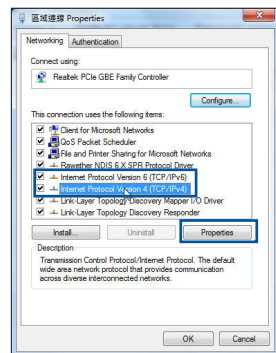 區域連線 Properties
Networking
Authentication
Connect using:
Realtek PCIe GBE Family Controller
Configure...
This connection uses the following items:
Client for Microsoft Networks
QoS Packet Scheduler
File and Printer Sharing for Microsoft Networks
Rawether NDIS 6.X SPR Protocol Driver
Internet Protocol Version 6 (TCP/IPv6)
Internet Protocol Version 4 (TCP/IPv4)
Link-Layer Topology Discovery Mapper I/O Driver
Link-Layer Topology Discovery Responder
Install...
Uninstall
Properties
Description
Transmission Control Protocol/Internet Protocol. The default
wide area network protocol that provides communication
across diverse interconnected networks.
OK
Cancel